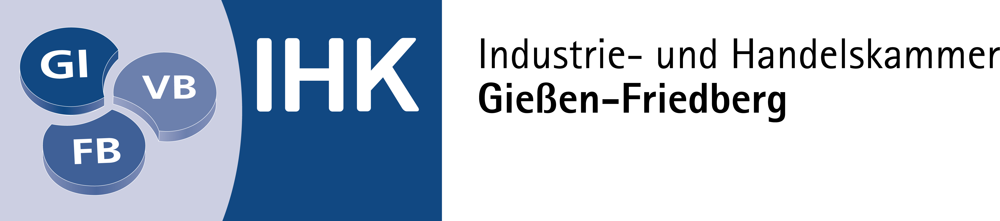 GI
VB
FB
IHK
Industrie- und Handelskammer
Gießen-Friedberg